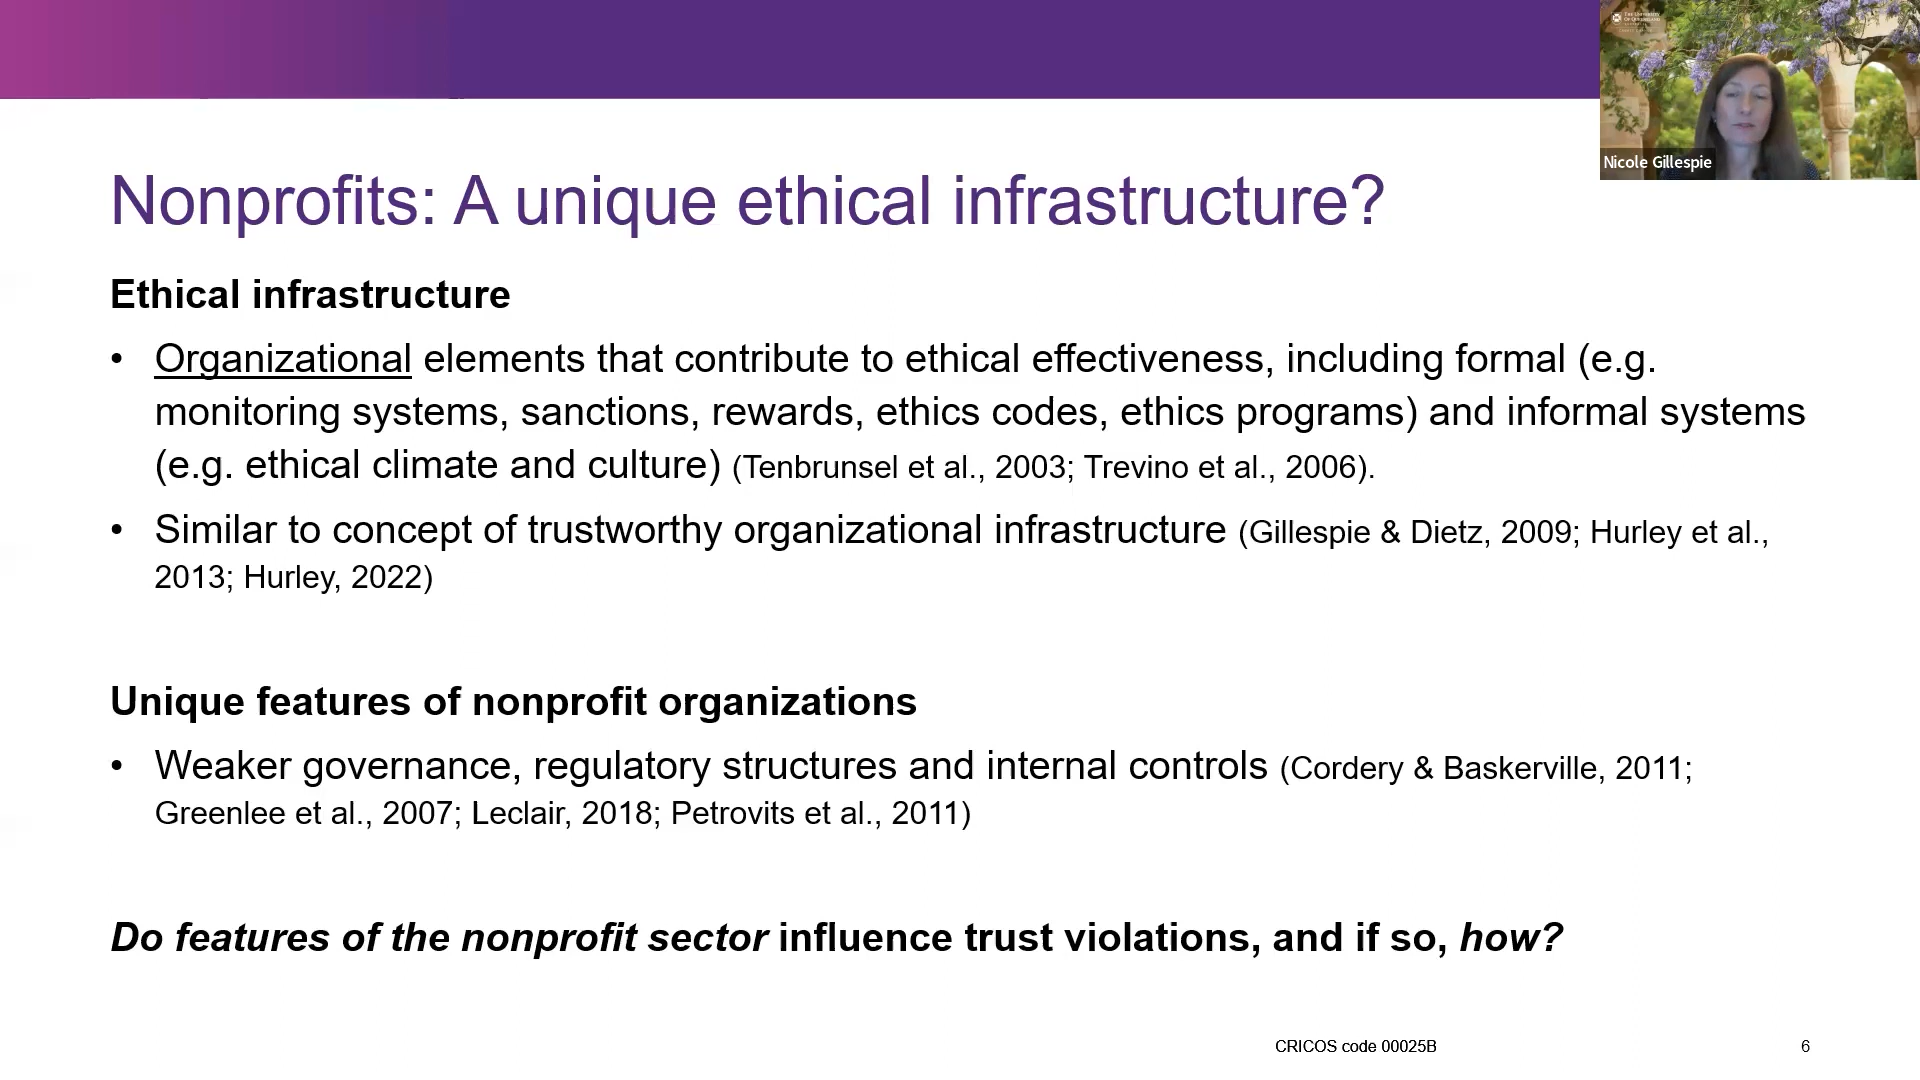 THE UNIVERSITY
OF QUEENSLAND
Nicole Gillespie
Nonprofits: A unique ethical infrastructure?
Ethical infrastructure
• Organizational elements that contribute to ethical effectiveness, including formal (e.g.
monitoring systems, sanctions, rewards, ethics codes, ethics programs) and informal systems
(e.g. ethical climate and culture) (Tenbrunsel et al., 2003; Trevino et al., 2006).
• Similar to concept of trustworthy organizational infrastructure (Gillespie & Dietz, 2009; Hurley et al.,
2013; Hurley, 2022)
Unique features of nonprofit organizations
• Weaker governance, regulatory structures and internal controls (Cordery & Baskerville, 2011;
Greenlee et al., 2007; Leclair, 2018; Petrovits et al., 2011)
Do features of the nonprofit sector influence trust violations, and if so, how?
CRICOS code 00025B
6